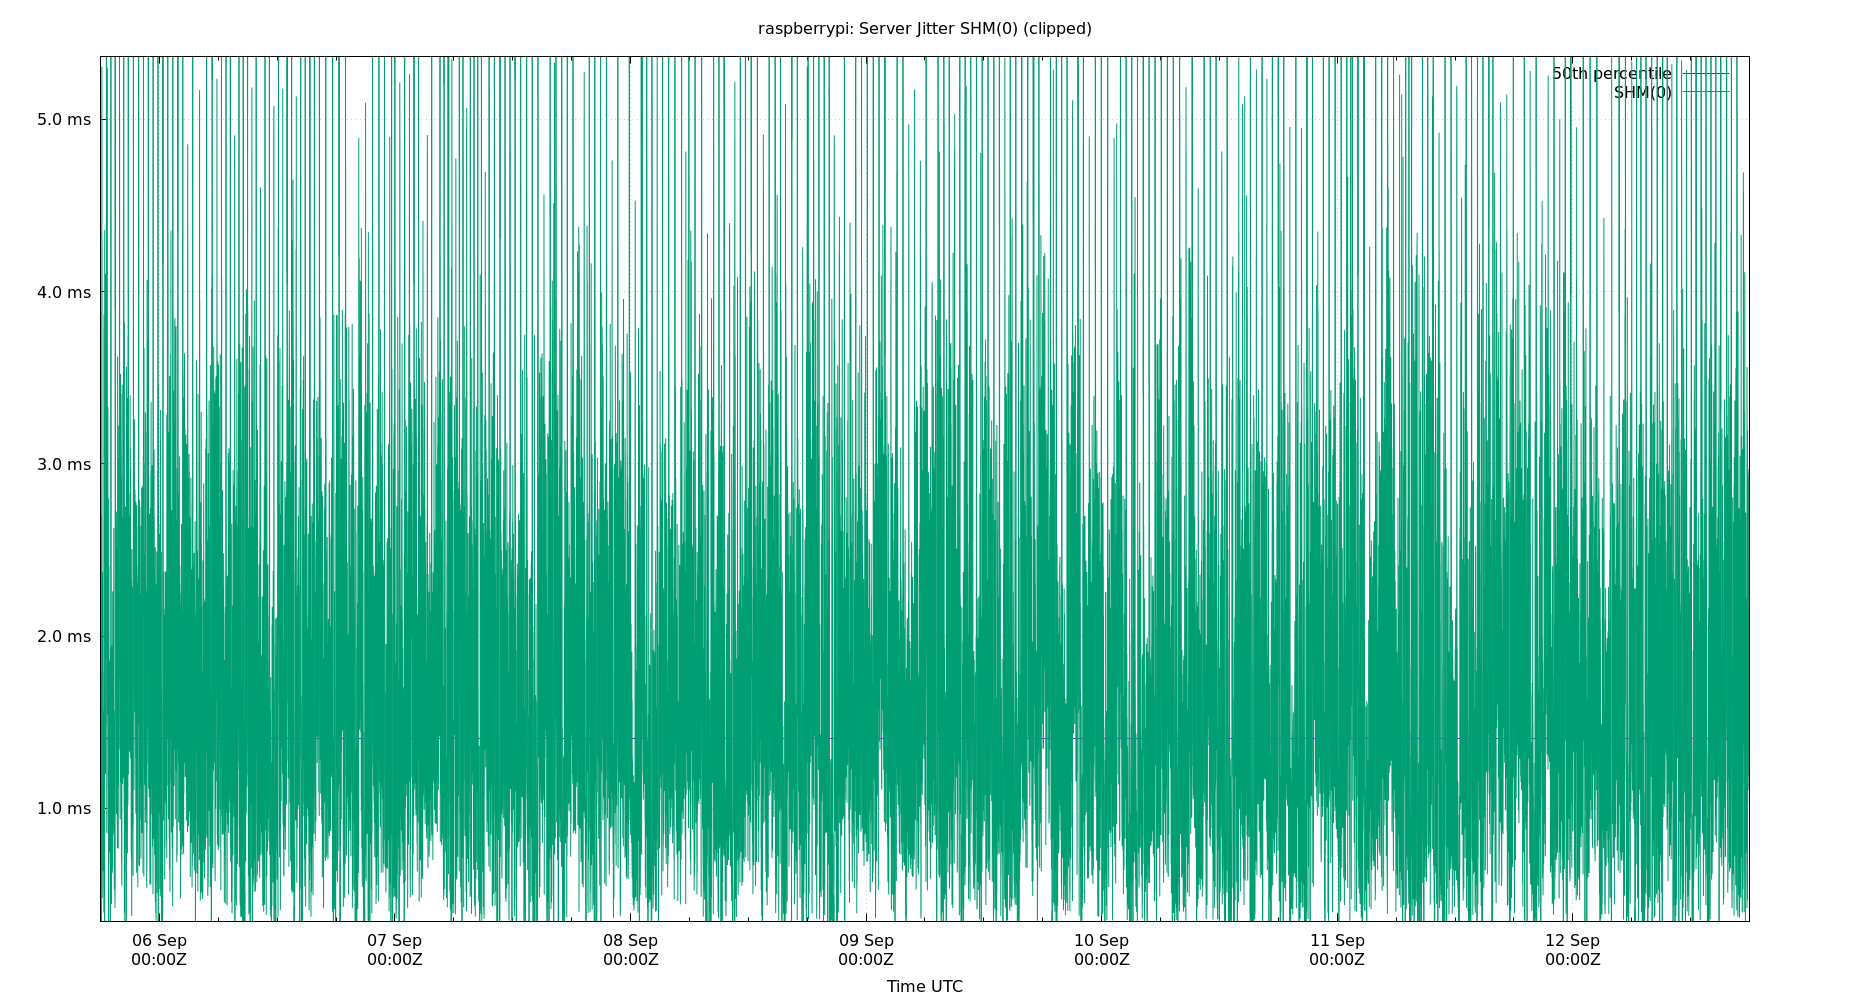 raspberrypi: Server Jitter SHM(0) (clipped)
50th percentile
SHM(0)
5.0 ms
4.0 ms
3.0 ms
2.0 ms
1.0 ms
06 Sep 07 Sep 08 Sep 09 Sep 10 Sep 11 Sep 12 Sep
00:00Z 00:00Z 00:00Z 00:00Z 00:00Z 00:00Z 00:00Z
Time UTC